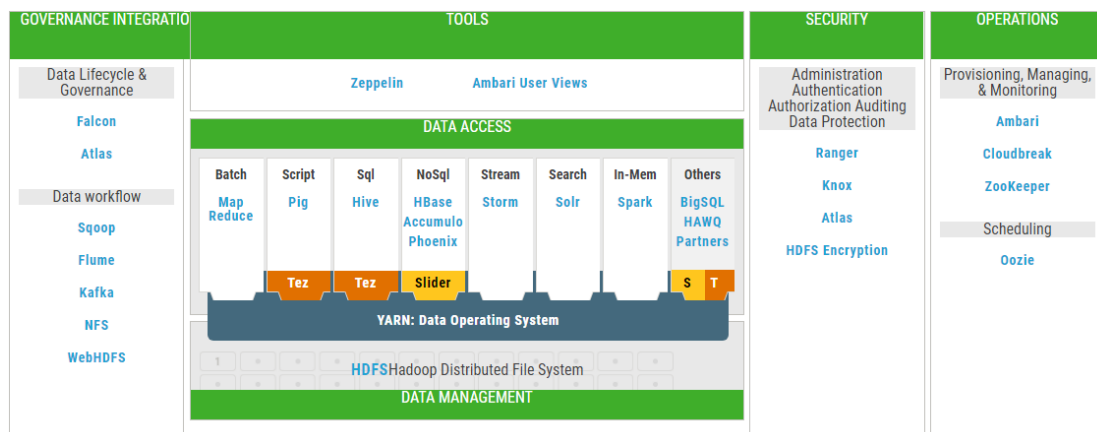 GOVERNANCE INTEGRATIO
Data Lifecycle &
Governance
Falcon
Atlas
Data workflow
Sqoop
Flume
Kafka
NFS
WebHDFS
TOOLS
Zeppelin
Ambari User Views
DATA ACCESS
Batch
Map
Reduce
Script
Pig
Tez
Sql
Hive
Tez
NoSql
HBase
Accumulo
Phoenix
Slider
Stream
Storm
Search
Solr
In-Mem
Spark
Others
BigSQL
HAWQ
Partners
S T
YARN: Data Operating System
1
HDFSHadoop Distributed File System
DATA MANAGEMENT
SECURITY
Administration
Authentication
Authorization Auditing
Data Protection
Ranger
Knox
Atlas
HDFS Encryption
OPERATIONS
Provisioning, Managing,
& Monitoring
Ambari
Cloudbreak
ZooKeeper
Scheduling
Oozie